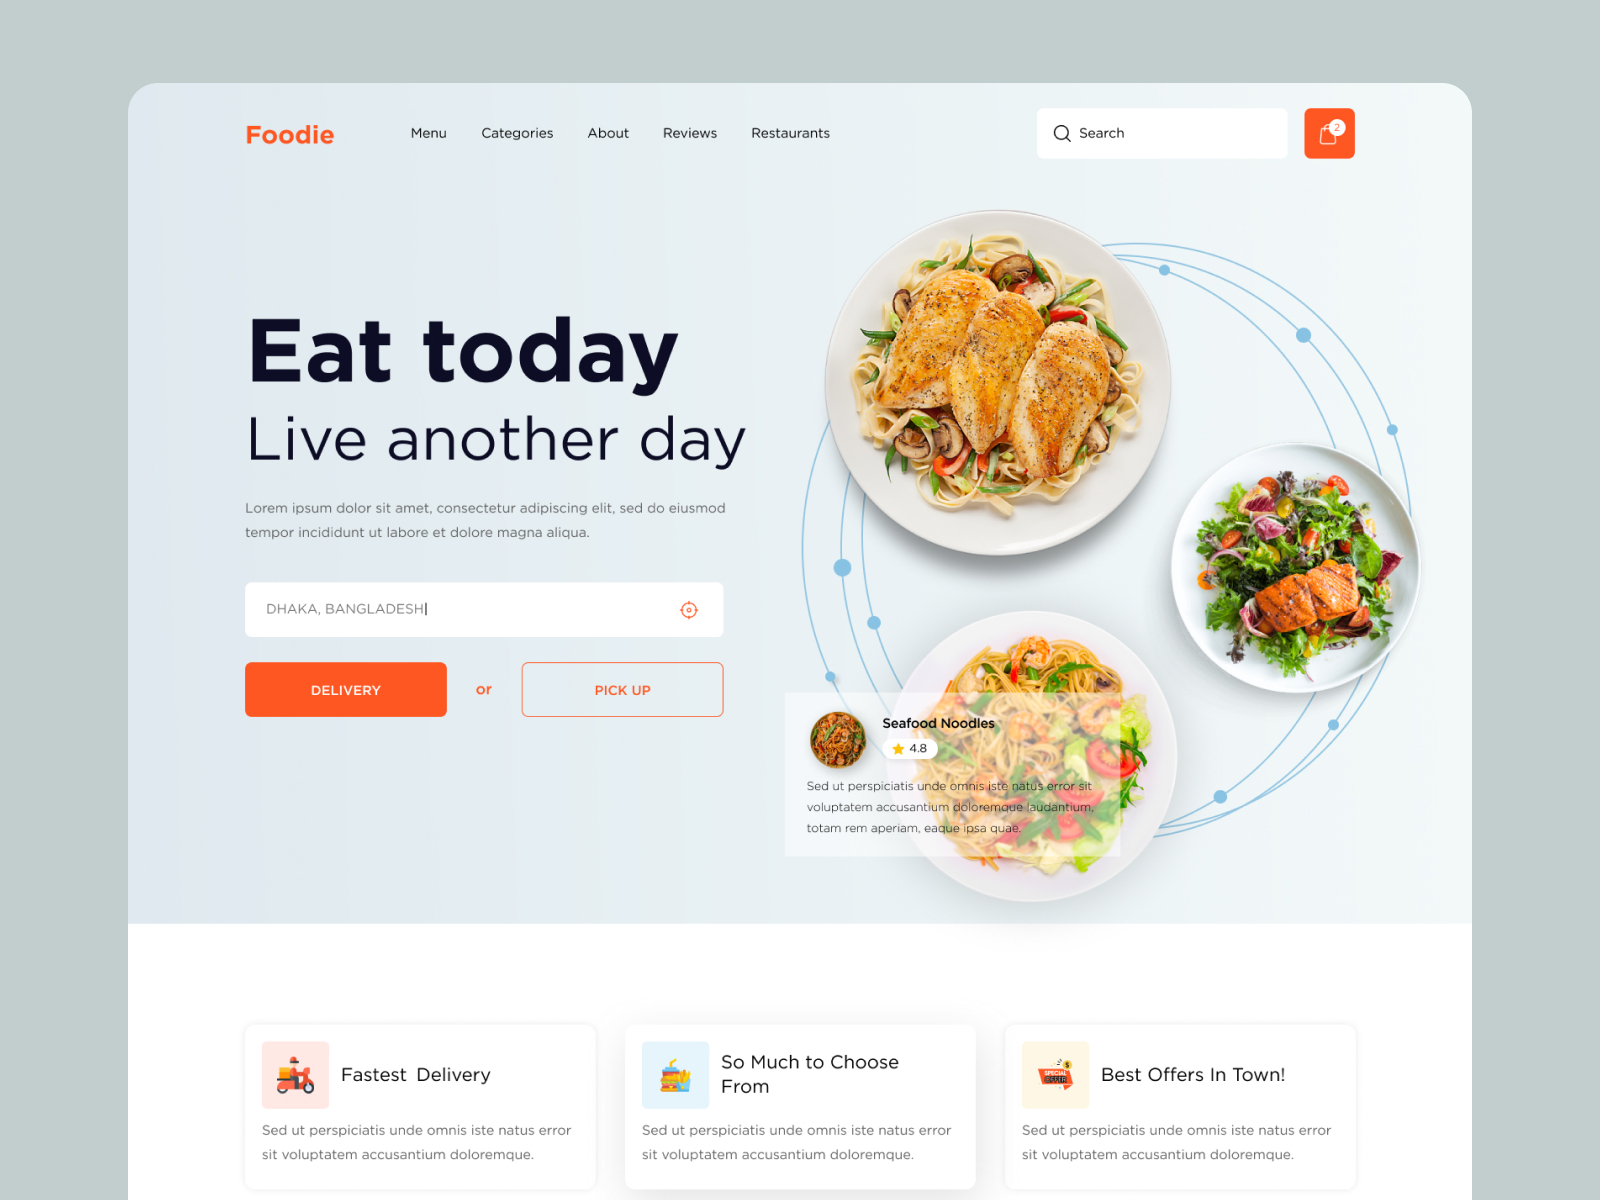 Foodie
Menu
Categories
About
Reviews
Restaurants
Search
2
Eat today
Live another day
Lorem ipsum dolor sit amet, consectetur adipiscing elit, sed do eiusmod
tempor incididunt ut labore et dolore magna aliqua.
DHAKA, BANGLADESH
DELIVERY
or
PICK UP
Seafood Noodles
4.8
Sed ut perspiciatis unde omnis iste natus error sit
voluptatem accusantium doloremque laudantium,
totam rem aperiam, eaque ipsa quae.
Fastest Delivery
Sed ut perspiciatis unde omnis iste natus error
sit voluptatem accusantium doloremque.
So Much to Choose
From
Sed ut perspiciatis unde omnis iste natus error
sit voluptatem accusantium doloremque.
SPECIAL
OFFER
$
Best Offers In Town!
Sed ut perspiciatis unde omnis iste natus error
sit voluptatem accusantium doloremque.